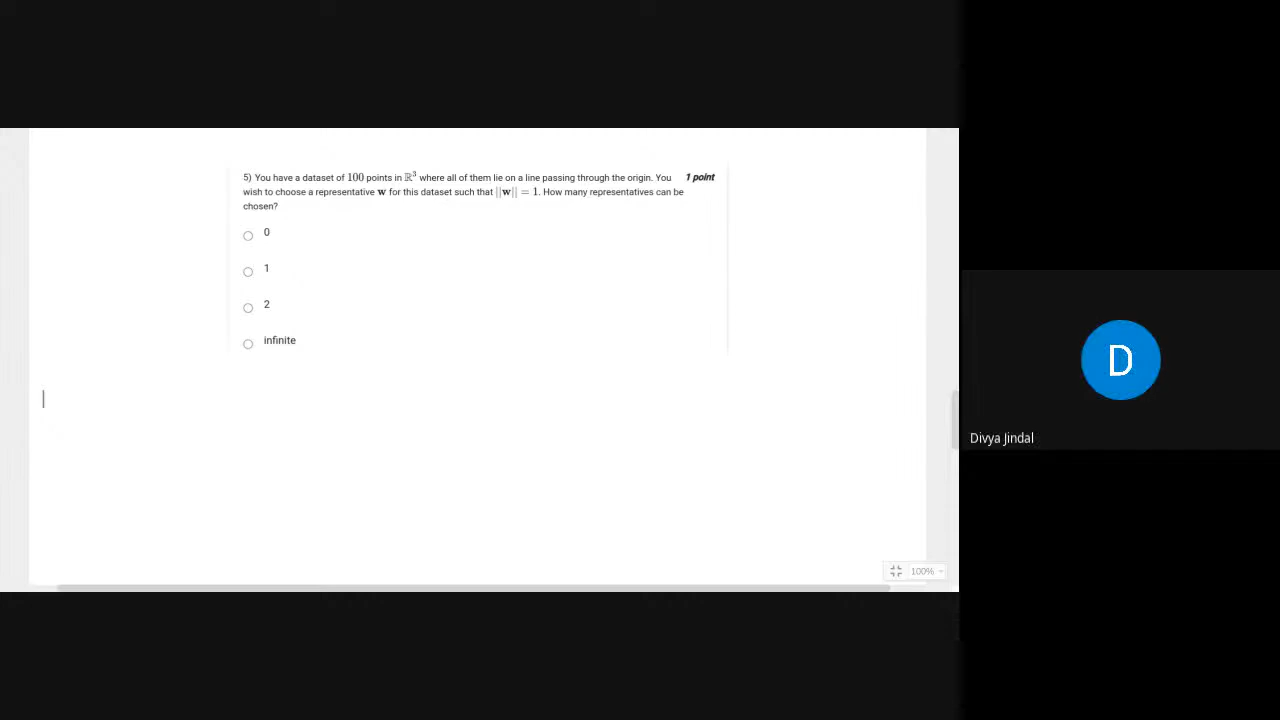 5) You have a dataset of 100 points in ℝ³ where all of them lie on a line passing through the origin. You 1 point
wish to choose a representative w for this dataset such that ||w|| = 1. How many representatives can be
chosen?
0
1
2
infinite
D
Divya Jindal
100%